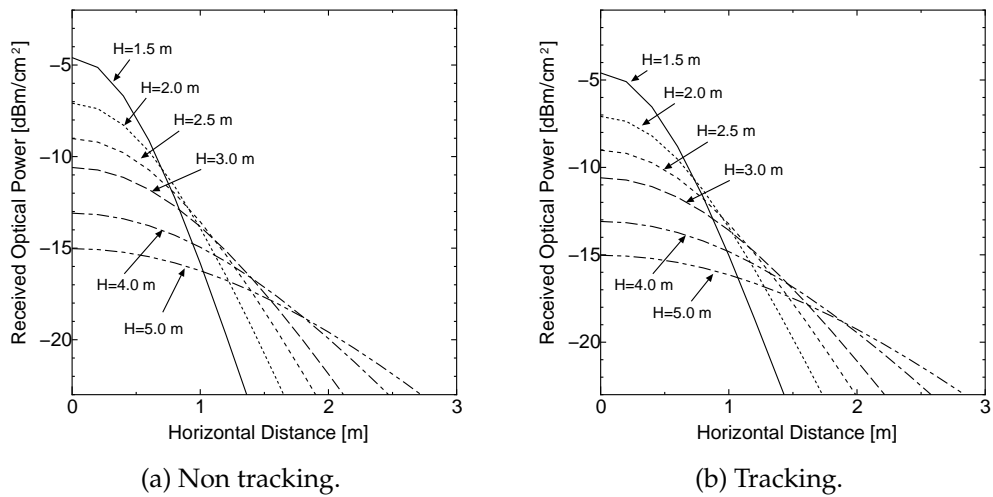 Received Optical Power [dBm/cm²]
−5
−10
−15
−20
H=1.5 m
H=2.0 m
H=2.5 m
H=3.0 m
H=4.0 m
H=5.0 m
0
1
2
3
Horizontal Distance [m]
(a) Non tracking.
Received Optical Power [dBm/cm²]
−5
−10
−15
−20
H=1.5 m
H=2.0 m
H=2.5 m
H=3.0 m
H=4.0 m
H=5.0 m
0
1
2
3
Horizontal Distance [m]
(b) Tracking.